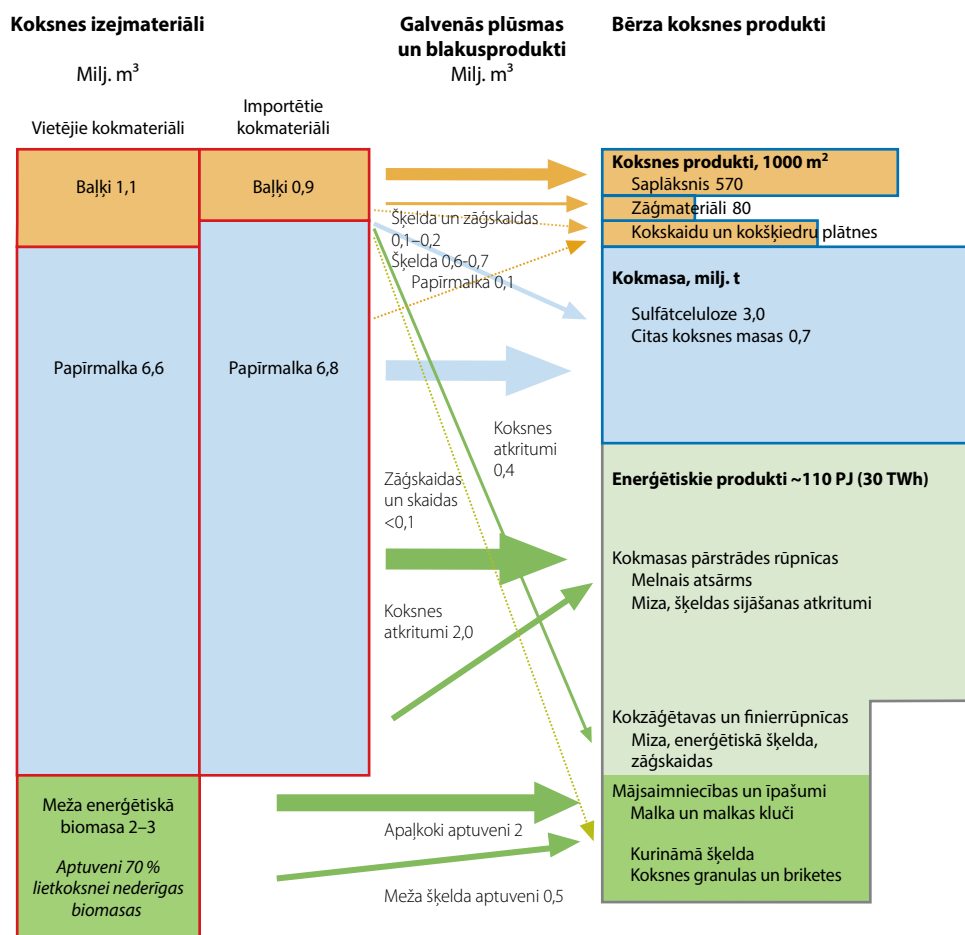 Koksnes izejmateriāli
Milj. m³
Vietējie kokmateriāli
Importētie
kokmateriāli
Galvenās plūsmas
un blakusprodukti
Milj. m³
Bērza koksnes produkti
Baļķi 1,1
Baļķi 0,9
Papīrmalka 6,6
Papīrmalka 6,8
Meža enerģētiskā
biomasa 2–3
Aptuveni 70 %
lietkoksnei nederīgas
biomasas
Šķelda un zāģskaidas
0,1–0,2
Šķelda 0,6-0,7
Papīrmalka 0,1
Koksnes
atkritumi
0,4
Zāģskaidas
un skaidas
<0,1
Koksnes
atkritumi 2,0
Apaļkoki aptuveni 2
Meža šķelda aptuveni 0,5
Koksnes produkti, 1000 m²
Saplāksnis 570
Zāģmateriāli 80
Kokskaidu un kokšķiedru plātnes
Kokmasa, milj. t
Sulfātceluloze 3,0
Citas koksnes masas 0,7
Enerģētiskie produkti ~110 PJ (30 TWh)
Kokmasas pārstrādes rūpnīcas
Melnais atsārms
Miza, šķeldas sijāšanas atkritumi
Kokzāģētavas un finierrūpnīcas
Miza, enerģētiskā šķelda,
zāģskaidas
Mājsaimniecības un īpašumi
Malka un malkas kluči
Kurināmā šķelda
Koksnes granulas un briketes